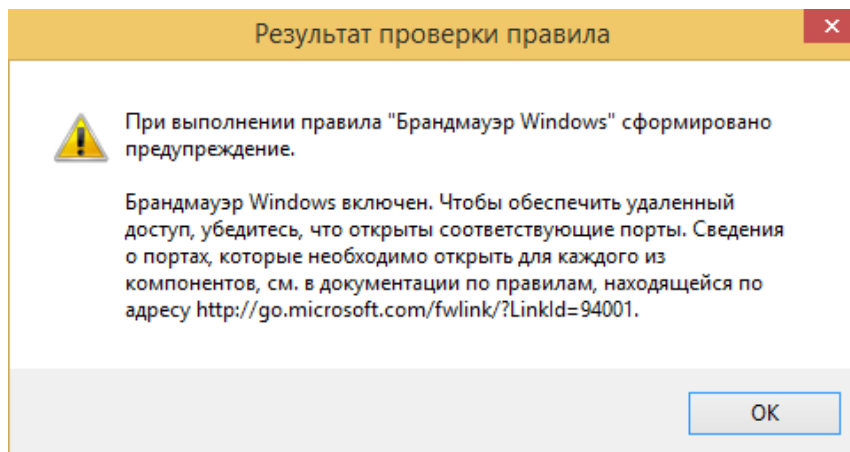 Результат проверки правила
При выполнении правила "Брандмауэр Windows" сформировано
предупреждение.
Брандмауэр Windows включен. Чтобы обеспечить удаленный
доступ, убедитесь, что открыты соответствующие порты. Сведения
о портах, которые необходимо открыть для каждого из
компонентов, см. в документации по правилам, находящейся по
адресу http://go.microsoft.com/fwlink/?LinkId=94001.
ОК